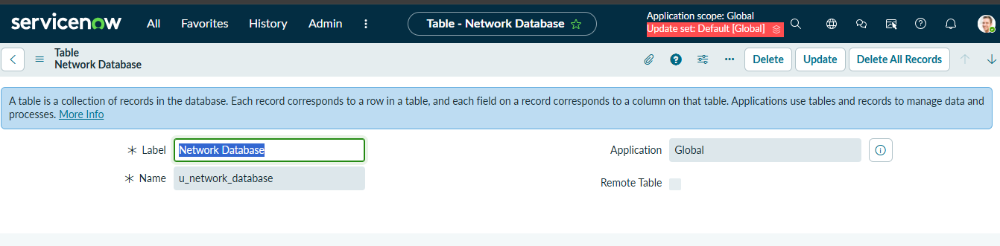 servicenow All Favorites History Admin Table - Network Database Application scope: Global
Update set: Default [Global]
Table
Network Database
Delete Update Delete All Records
A table is a collection of records in the database. Each record corresponds to a row in a table, and each field on a record corresponds to a column on that table. Applications use tables and records to manage data and
processes. More Info
Label Network Database Application Global
Name u_network_database Remote Table